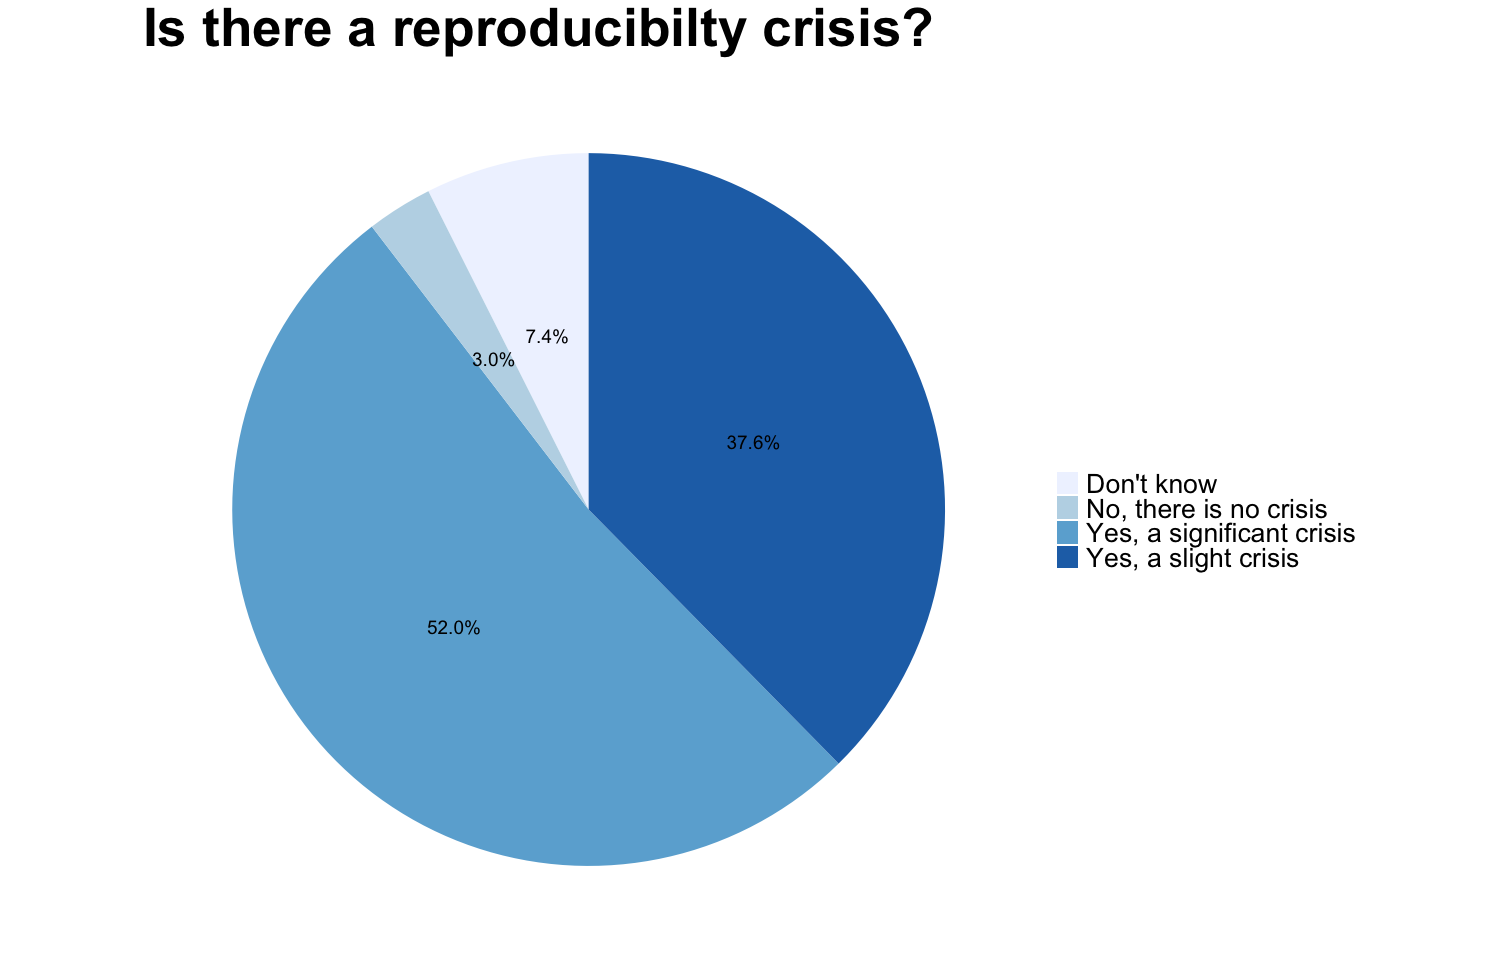 Is there a reproducibilty crisis?
7.4%
3.0%
37.6%
52.0%
Don't know
No, there is no crisis
Yes, a significant crisis
Yes, a slight crisis